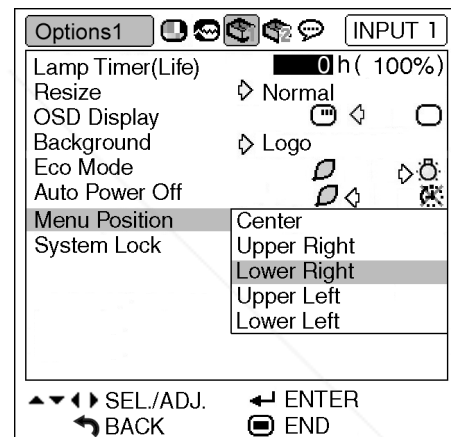 Options1 INPUT 1
Lamp Timer(Life) 0 h( 100%)
Resize Normal
OSD Display
Background Logo
Eco Mode
Auto Power Off
Menu Position Center
System Lock Upper Right
Lower Right
Upper Left
Lower Left
SEL./ADJ. ENTER
BACK END